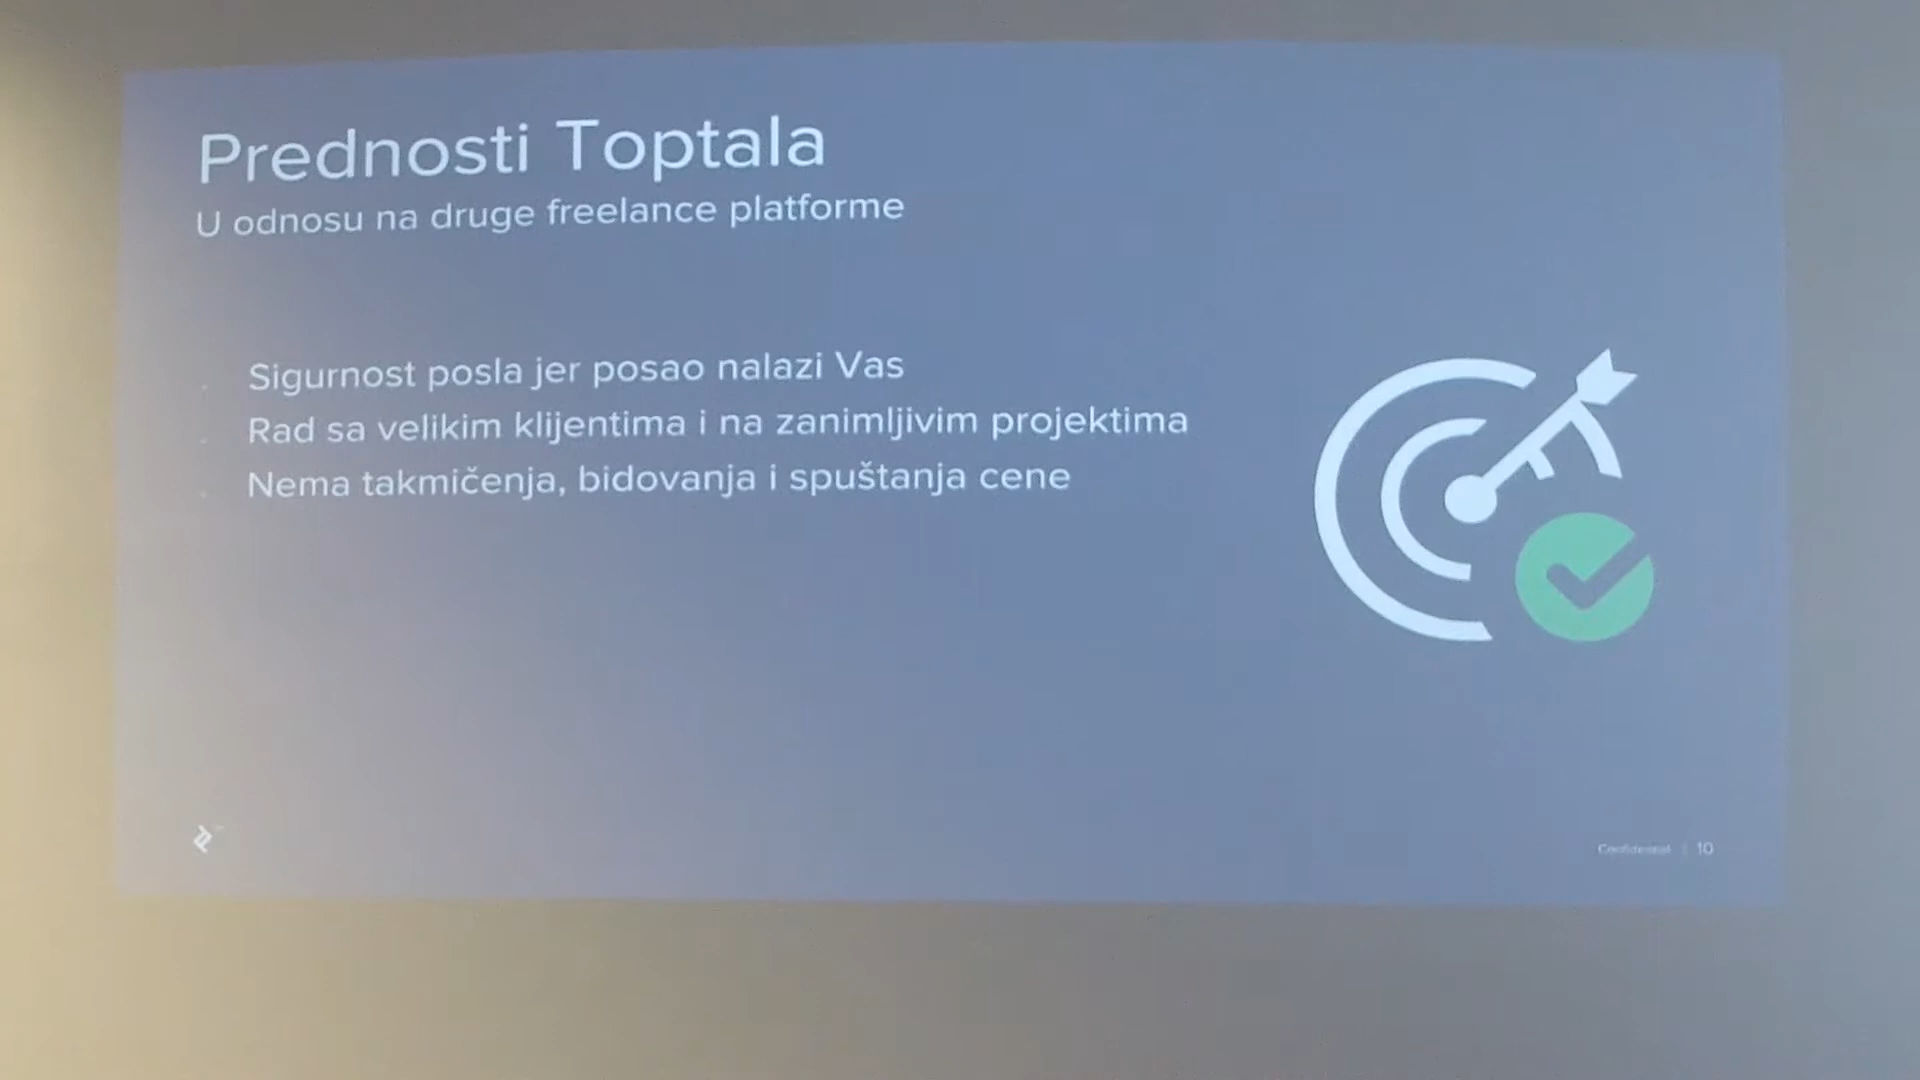 Prednosti Toptala
U odnosu na druge freelance platforme
Sigurnost posla jer posao nalazi Vas
Rad sa velikim klijentima i na zanimljivim projektima
Nema takmičenja, bidovanja i spuštanja cene
Confidential | 10